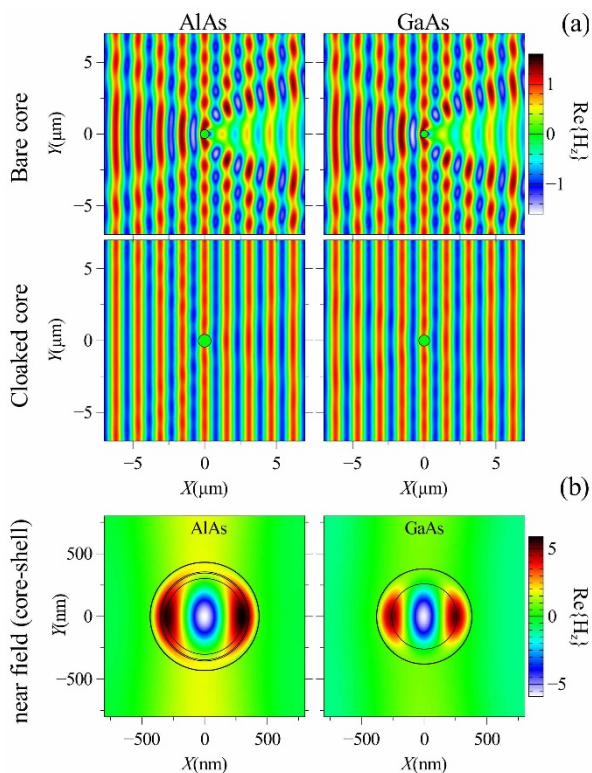 AlAs GaAs (a)
Bare core
Y(μm)
5
0
−5
1
0
−1
Re{Hz}
Cloaked core
Y(μm)
5
0
−5
−5 0 5 −5 0 5
X(μm) X(μm)
(b)
near field (core-shell)
Y(nm)
500
0
−500
AlAs GaAs
5
0
−5
Re{Hz}
−500 0 500 −500 0 500
X(nm) X(nm)